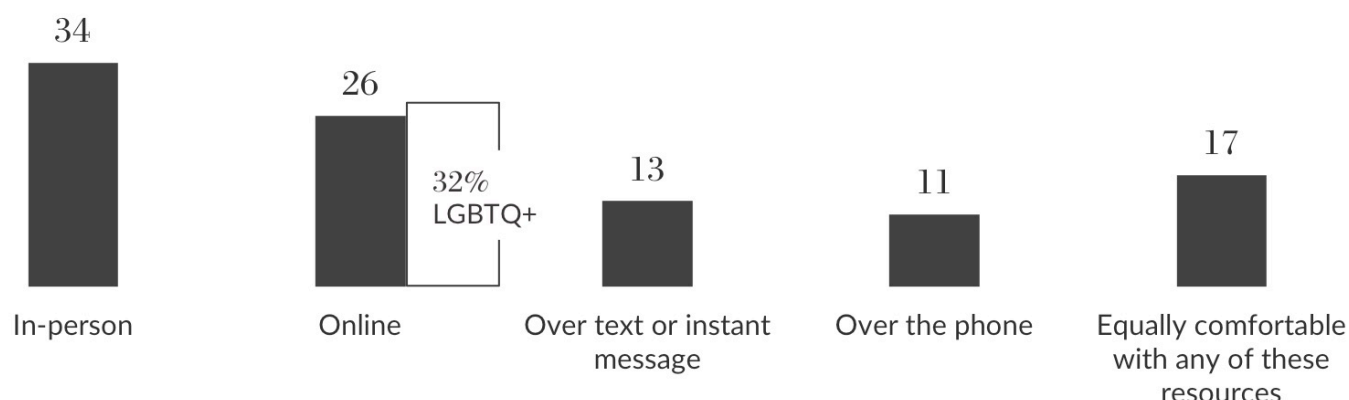 34
26
32%
LGBTQ+
13
11
17
In-person
Online
Over text or instant
message
Over the phone
Equally comfortable
with any of these
resources